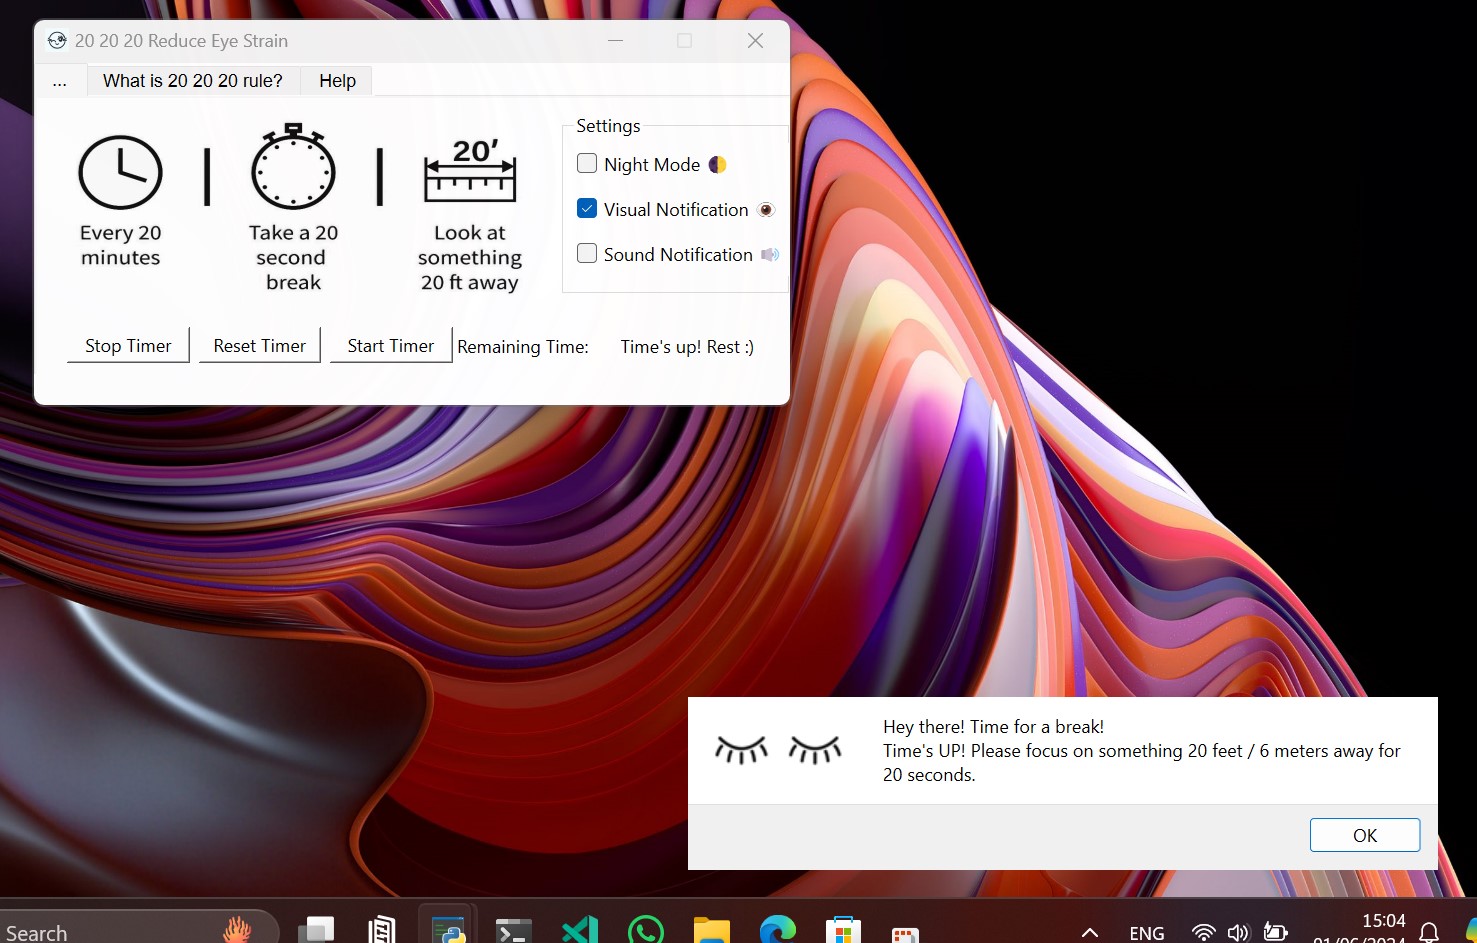 20 20 20 Reduce Eye Strain
... What is 20 20 20 rule? Help
Every 20
minutes
Take a 20
second
break
20′
Look at
something
20 ft away
Settings
Night Mode
Visual Notification
Sound Notification
Stop Timer Reset Timer Start Timer Remaining Time: Time's up! Rest :)
Hey there! Time for a break!
Time's UP! Please focus on something 20 feet / 6 meters away for
20 seconds.
OK
Search
ENG
15:04